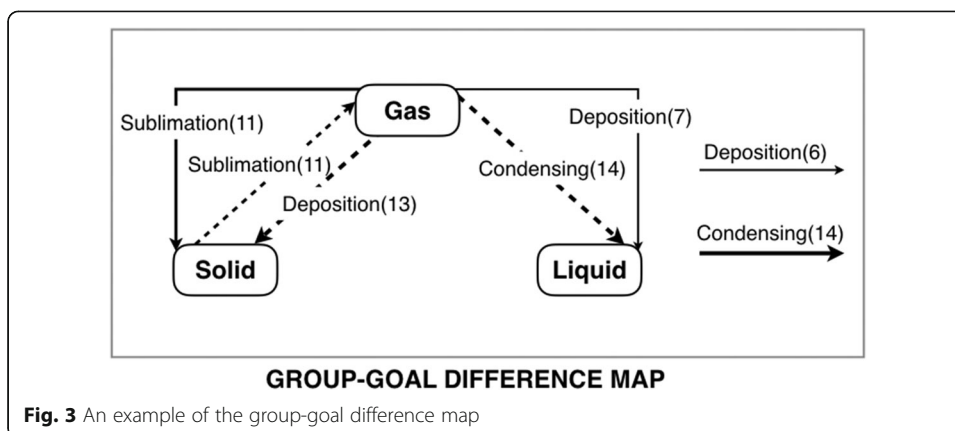 Gas
Sublimation(11)
Deposition(7)
Sublimation(11)
Condensing(14)
Deposition(6)
Deposition(13)
Condensing(14)
Solid
Liquid
GROUP-GOAL DIFFERENCE MAP
Fig. 3 An example of the group-goal difference map